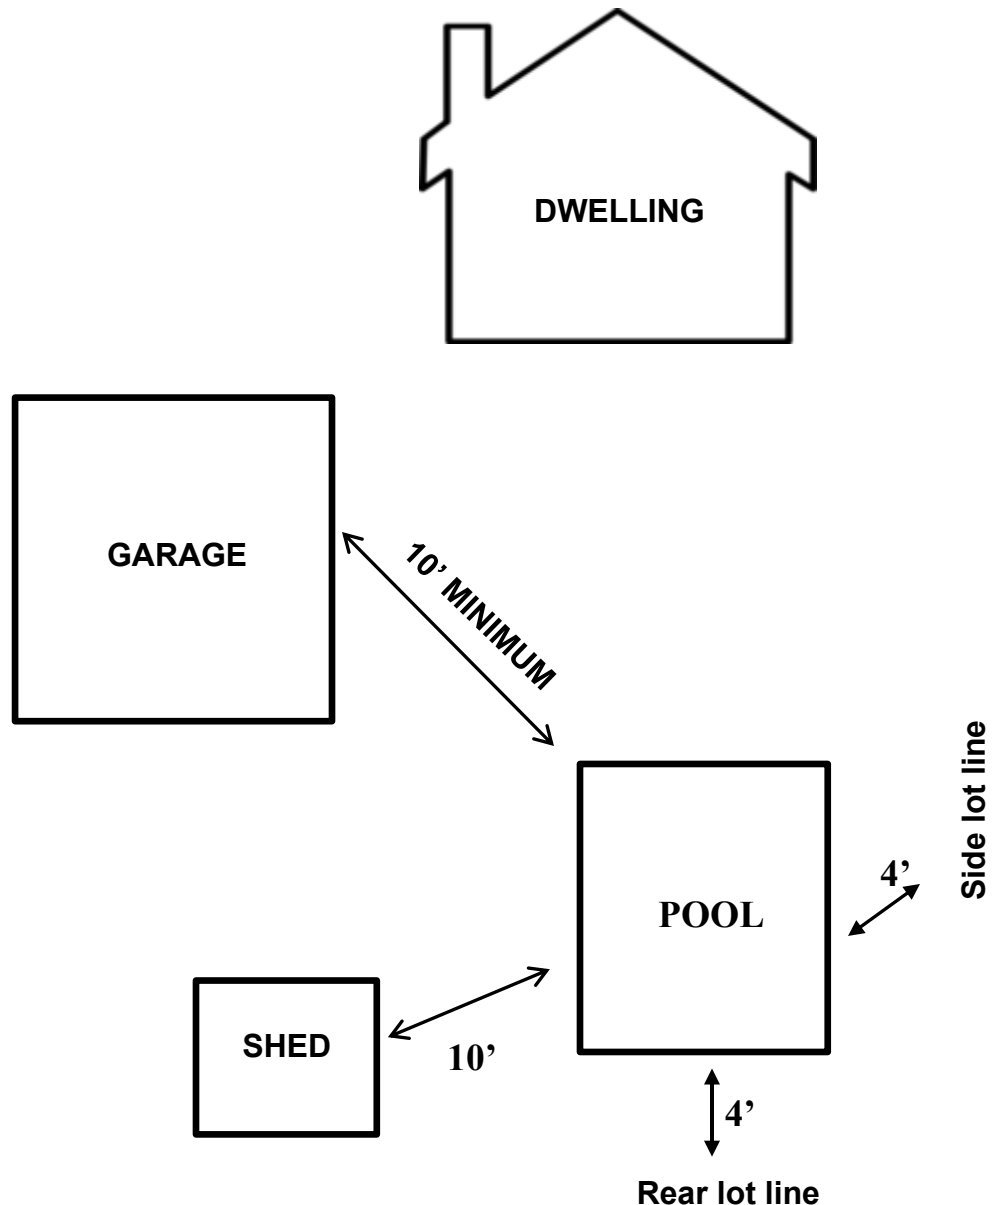 DWELLING
GARAGE
10’ MINIMUM
Side lot line
4’
POOL
SHED
10’
4’
Rear lot line